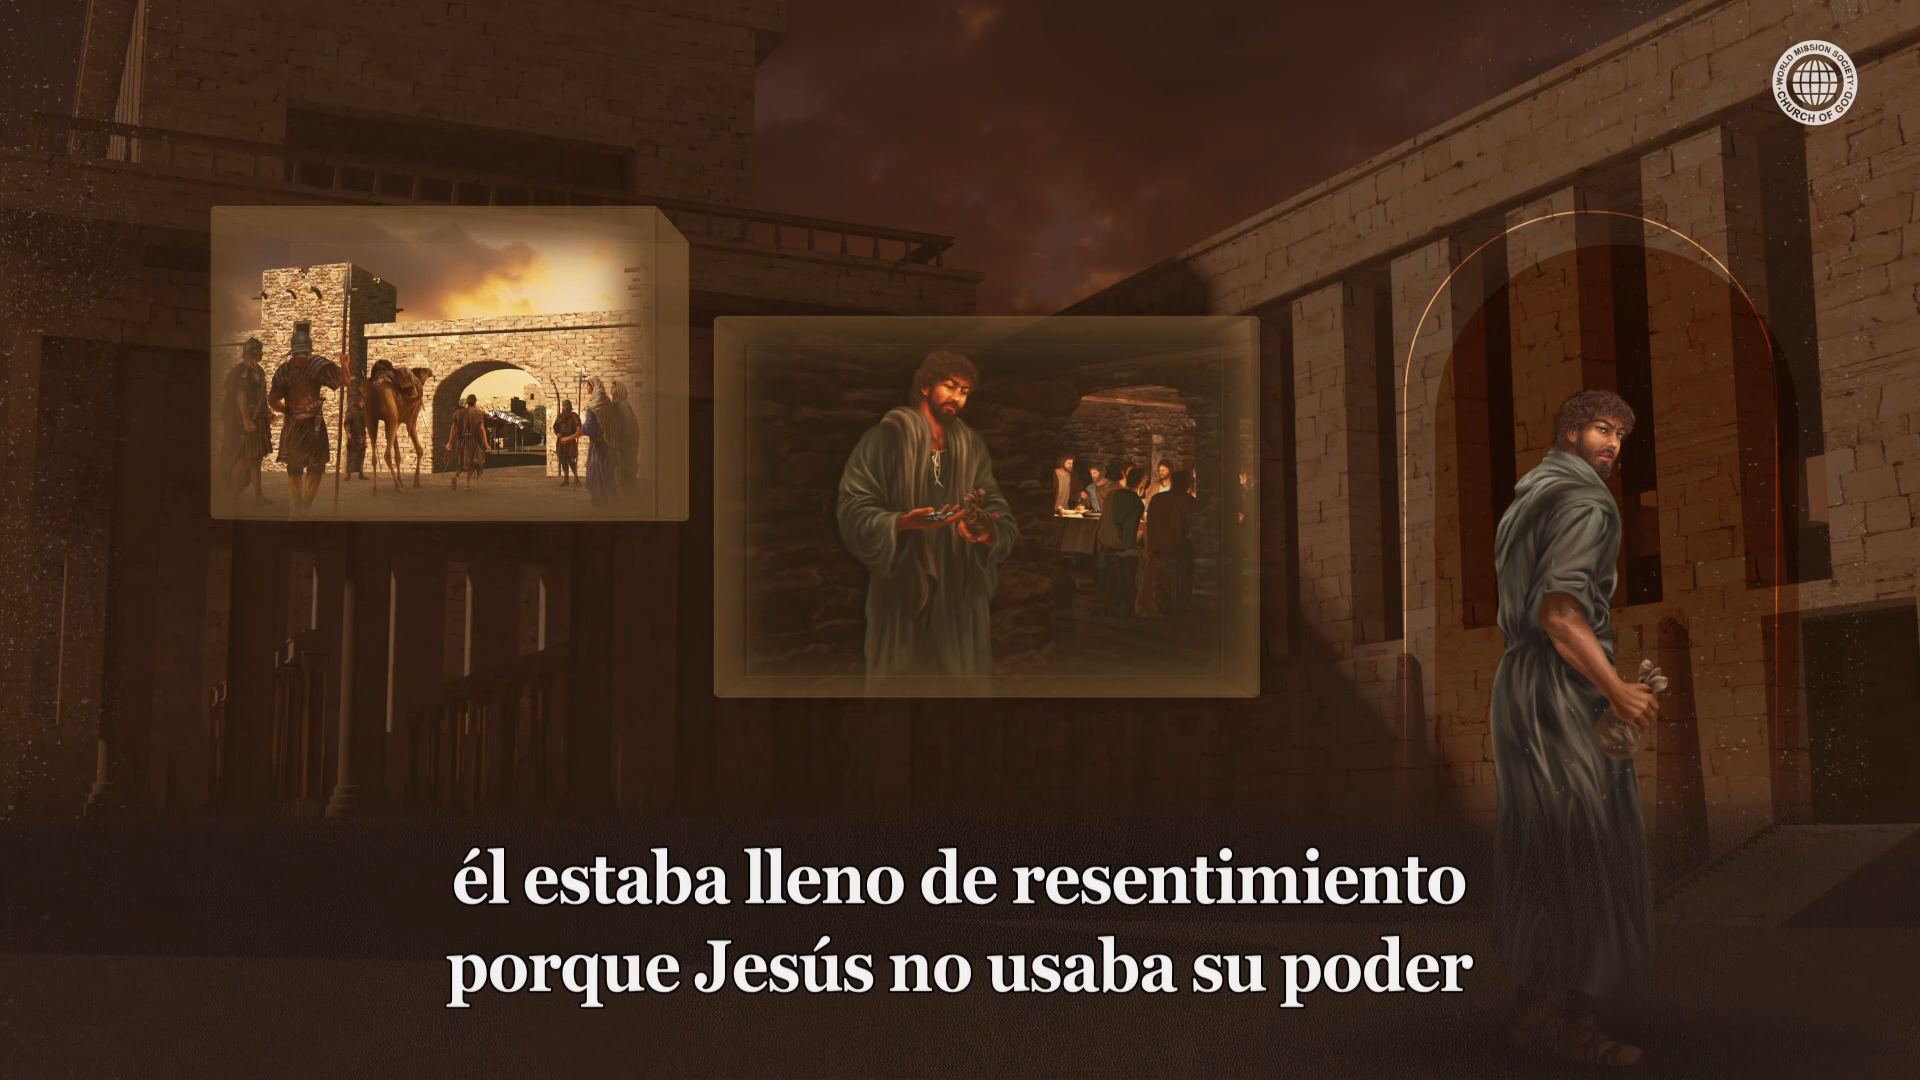 WORLD MISSION SOCIETY
CHURCH OF GOD
él estaba lleno de resentimiento
porque Jesús no usaba su poder